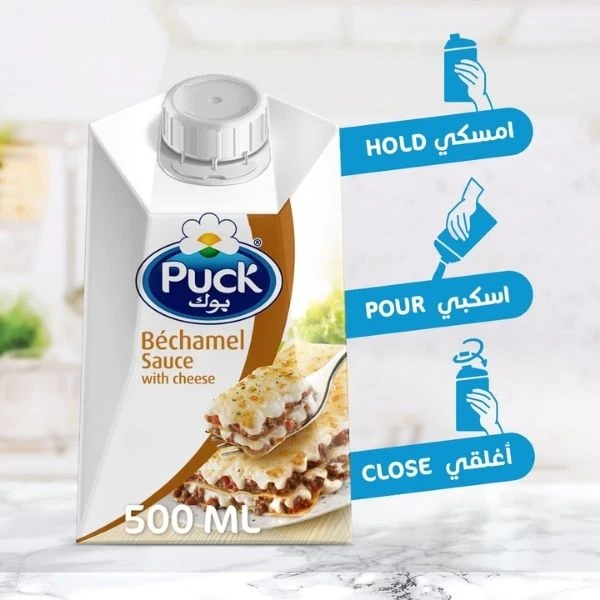 HOLD امسكي
®
Puck
بوك
Béchamel
Sauce
with cheese
POUR اسكبي
CLOSE أغلقي
500 ML